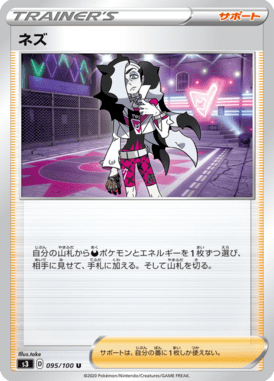 TRAINER'S サポート
ネズ
自分の山札からポケモンとエネルギーを1枚ずつ選び、
相手に見せて、手札に加える。そして山札を切る。
Illus.take
s3 D 095/100 U
サポートは、自分の番に1枚しか使えない。
©2020 Pokémon/Nintendo/Creatures/GAME FREAK.